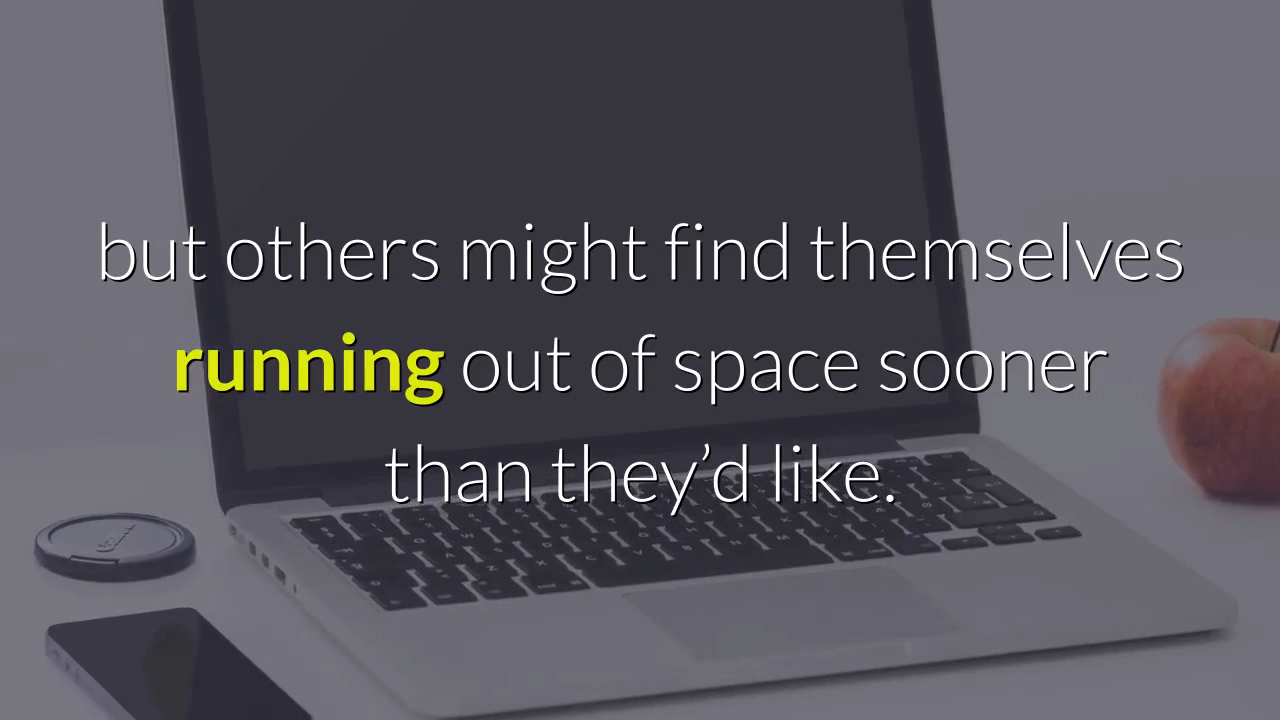 but others might find themselves
running out of space sooner
than they’d like.